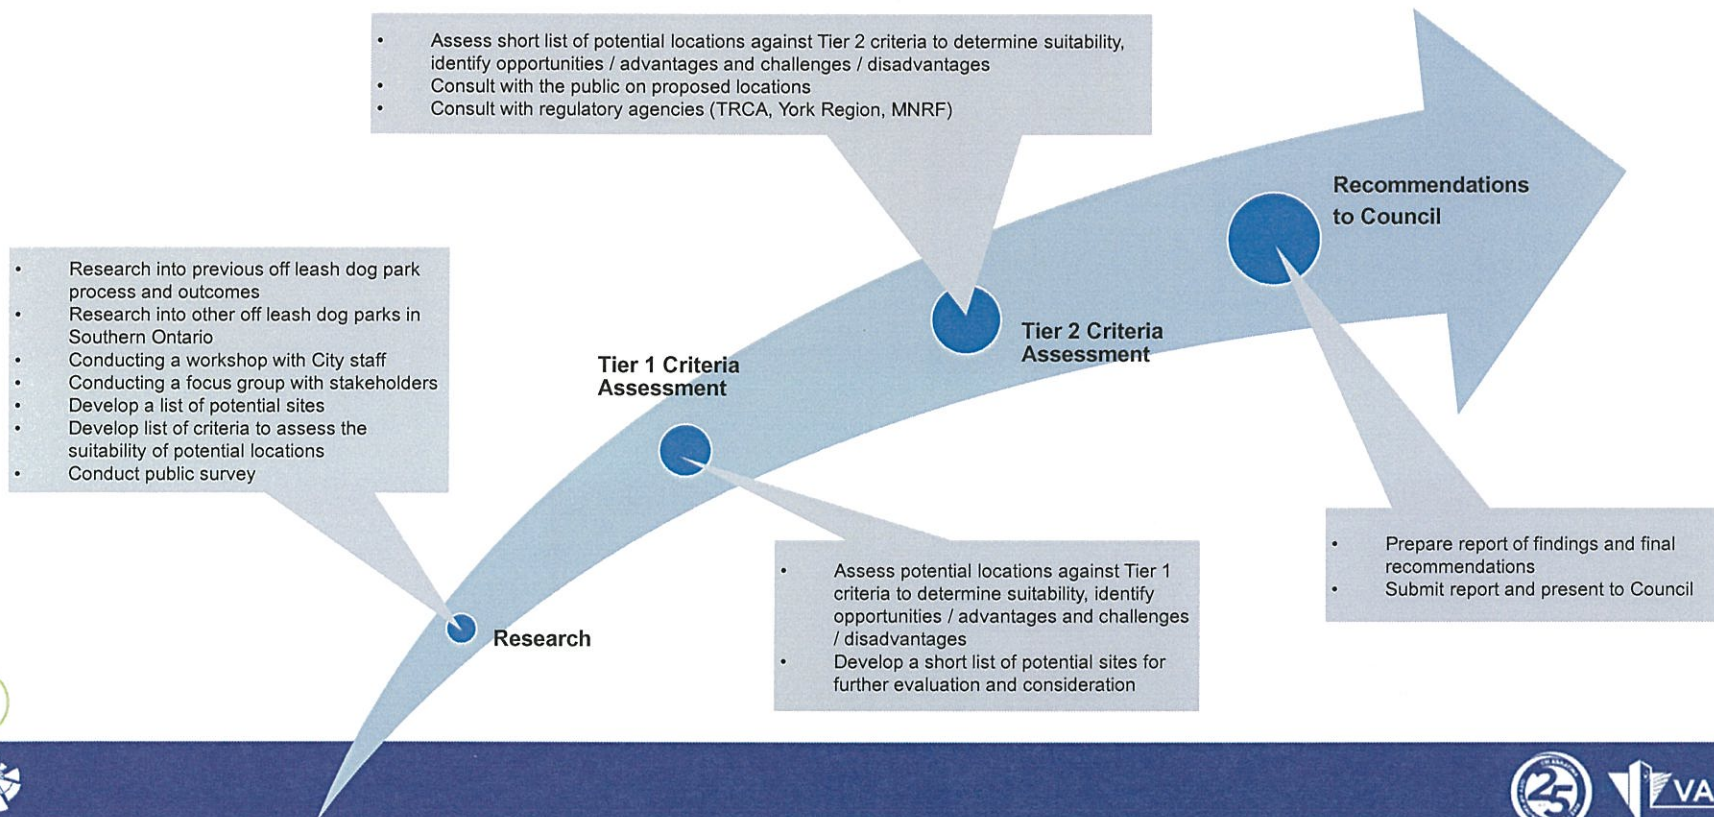 • Assess short list of potential locations against Tier 2 criteria to determine suitability,
identify opportunities / advantages and challenges / disadvantages
• Consult with the public on proposed locations
• Consult with regulatory agencies (TRCA, York Region, MNRF)
Recommendations
to Council
• Research into previous off leash dog park
process and outcomes
• Research into other off leash dog parks in
Southern Ontario
• Conducting a workshop with City staff
• Conducting a focus group with stakeholders
• Develop a list of potential sites
• Develop list of criteria to assess the
suitability of potential locations
• Conduct public survey
Tier 1 Criteria
Assessment
Tier 2 Criteria
Assessment
Research
• Assess potential locations against Tier 1
criteria to determine suitability, identify
opportunities / advantages and challenges
/ disadvantages
• Develop a short list of potential sites for
further evaluation and consideration
• Prepare report of findings and final
recommendations
• Submit report and present to Council
25
VA